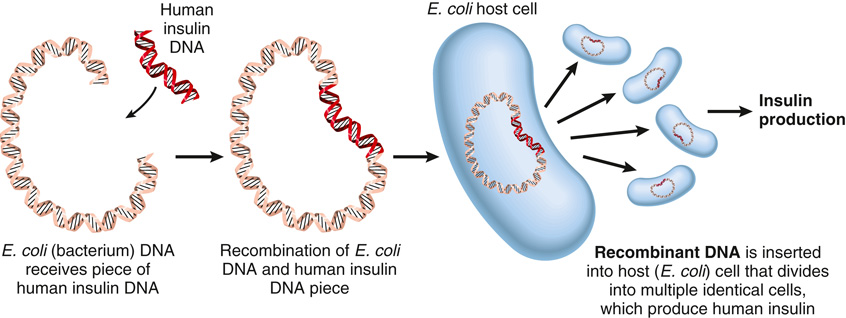 Human
insulin
DNA
E. coli host cell
Insulin
production
E. coli (bacterium) DNA
receives piece of
human insulin DNA
Recombination of E. coli
DNA and human insulin
DNA piece
Recombinant DNA is inserted
into host (E. coli) cell that divides
into multiple identical cells,
which produce human insulin